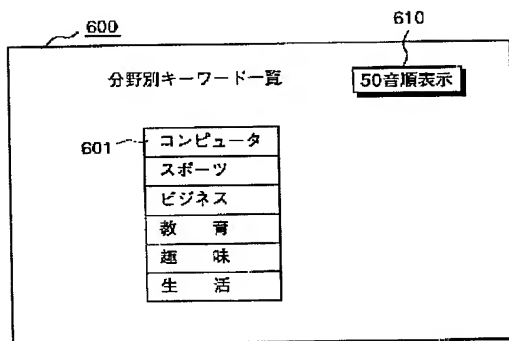 600
610
分野別キーワード一覧
50音順表示
601
コンピュータ
スポーツ
ビジネス
教 育
趣 味
生 活